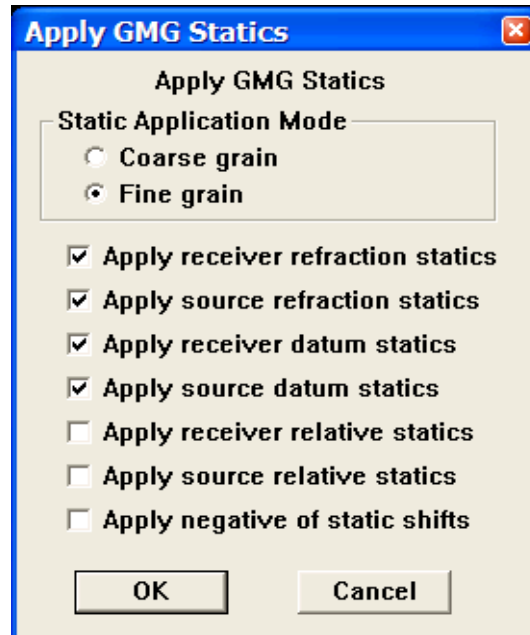 Apply GMG Statics
Apply GMG Statics
Static Application Mode
Coarse grain
Fine grain
Apply receiver refraction statics
Apply source refraction statics
Apply receiver datum statics
Apply source datum statics
Apply receiver relative statics
Apply source relative statics
Apply negative of static shifts
OK Cancel